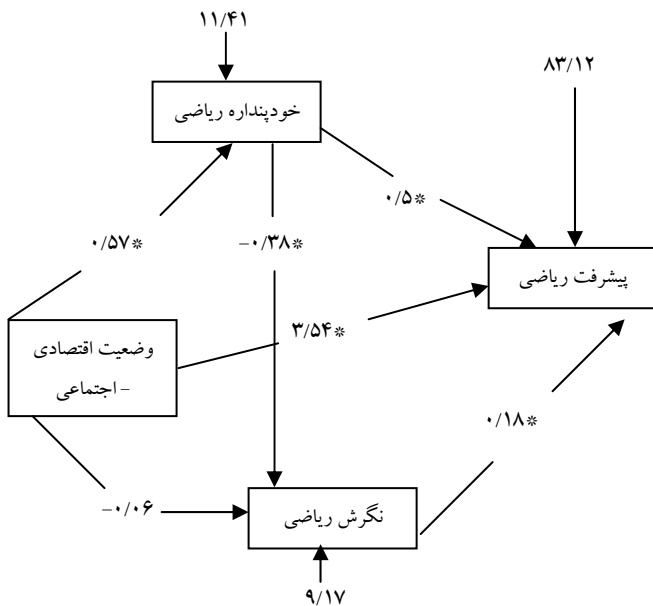 ۱۱/۴۱
۸۳/۱۲
خودپنداره ریاضی
۰/۵*
۰/۵۷*
-۰/۳۸*
پیشرفت ریاضی
۳/۵۴*
وضعیت اقتصادی
- اجتماعی
۰/۱۸*
-۰/۰۶
نگرش ریاضی
۹/۱۷